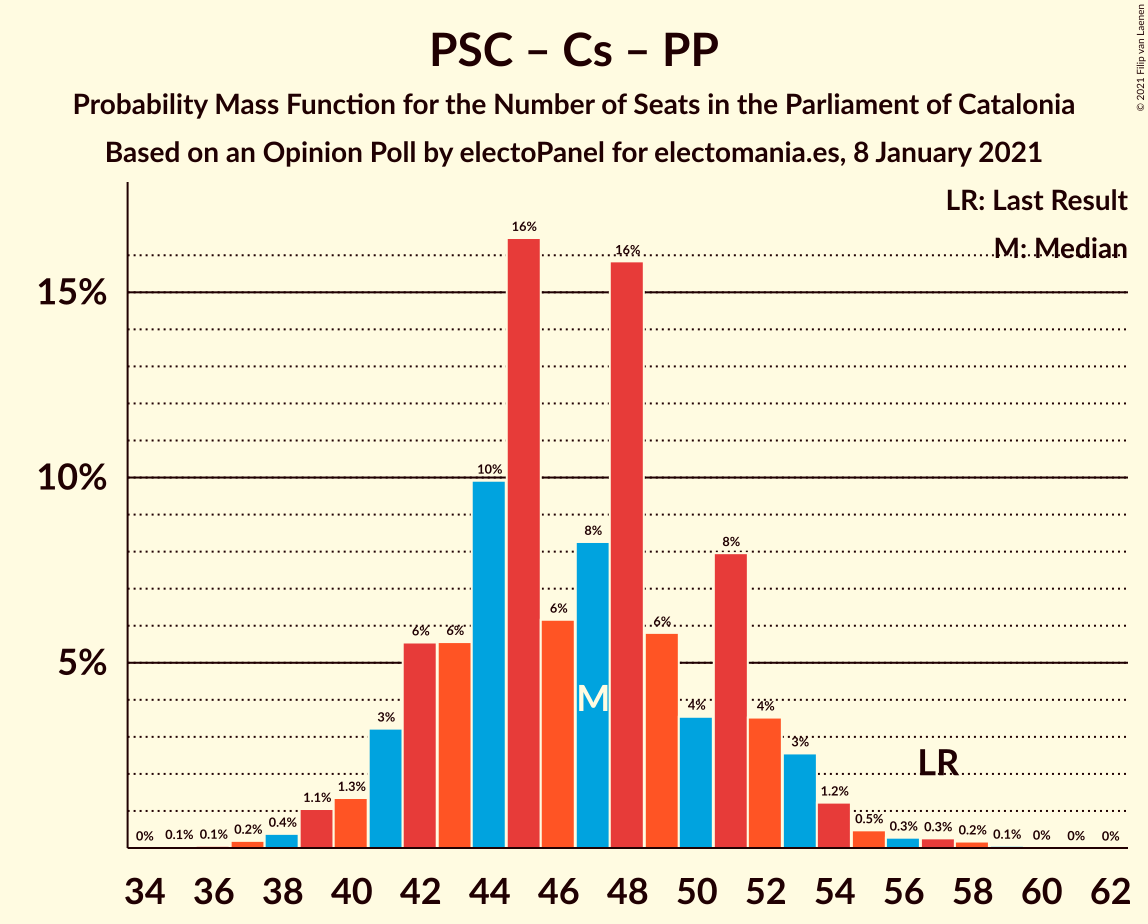 PSC – Cs – PP
Probability Mass Function for the Number of Seats in the Parliament of Catalonia
Based on an Opinion Poll by electoPanel for electomania.es, 8 January 2021
© 2021 Filip van Laenen
LR: Last Result
M: Median
15%
10%
5%
0% 0.1% 0.1% 0.2% 0.4% 1.1% 1.3% 3% 6% 6% 10% 16% 6% 8% 16% 6% 4% 8% 4% 3% 1.2% 0.5% 0.3% 0.3% 0.2% 0.1% 0% 0% 0%
M
LR
34 36 38 40 42 44 46 48 50 52 54 56 58 60 62